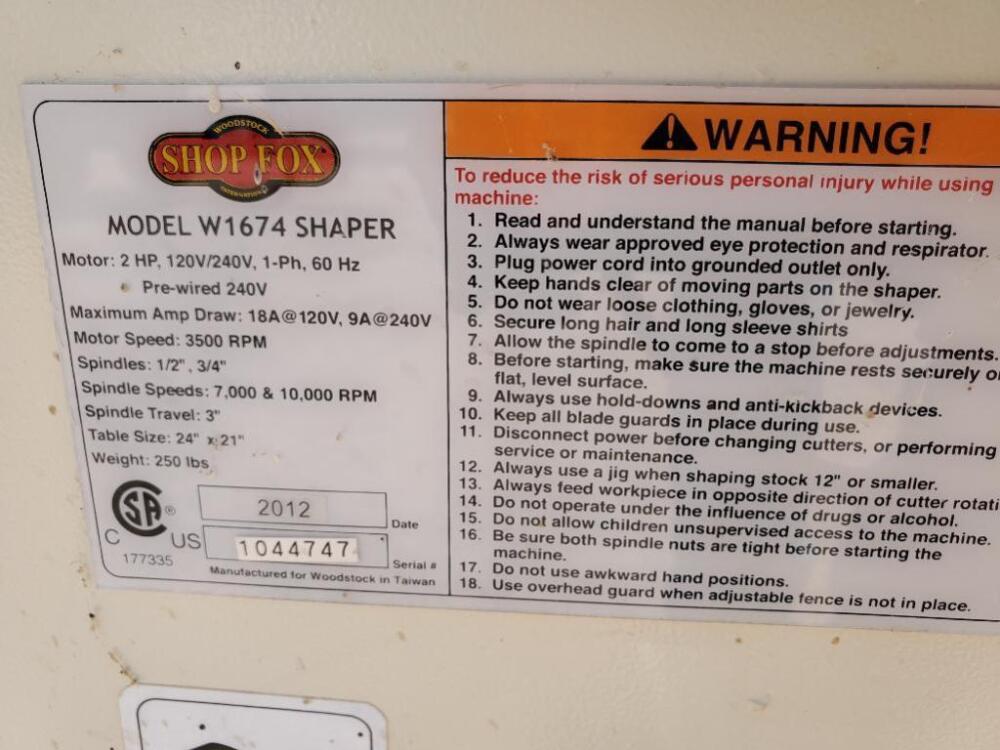 WOODSTOCK
SHOP FOX
INTERNATIONAL
MODEL W1674 SHAPER
Motor: 2 HP, 120V/240V, 1-Ph, 60 Hz
Pre-wired 240V
Maximum Amp Draw: 18A@120V, 9A@240V
Motor Speed: 3500 RPM
Spindles: 1/2" , 3/4"
Spindle Speeds: 7,000 & 10,000 RPM
Spindle Travel: 3"
Table Size: 24" x 21"
Weight: 250 lbs
SA ®
C US
177335
2012 Date
1044747 Serial #
Manufactured for Woodstock in Taiwan
WARNING!
To reduce the risk of serious personal injury while using
machine:
1. Read and understand the manual before starting.
2. Always wear approved eye protection and respirator.
3. Plug power cord into grounded outlet only.
4. Keep hands clear of moving parts on the shaper.
5. Do not wear loose clothing, gloves, or jewelry.
6. Secure long hair and long sleeve shirts
7. Allow the spindle to come to a stop before adjustments.
8. Before starting, make sure the machine rests securely
flat, level surface.
9. Always use hold-downs and anti-kickback devices.
10. Keep all blade guards in place during use.
11. Disconnect power before changing cutters, or performing
service or maintenance.
12. Always use a jig when shaping stock 12" or smaller.
13. Always feed workpiece in opposite direction of cutter rotati
14. Do not operate under the influence of drugs or alcohol.
15. Do not allow children unsupervised access to the machine.
16. Be sure both spindle nuts are tight before starting the
machine.
17. Do not use awkward hand positions.
18. Use overhead guard when adjustable fence is not in place.